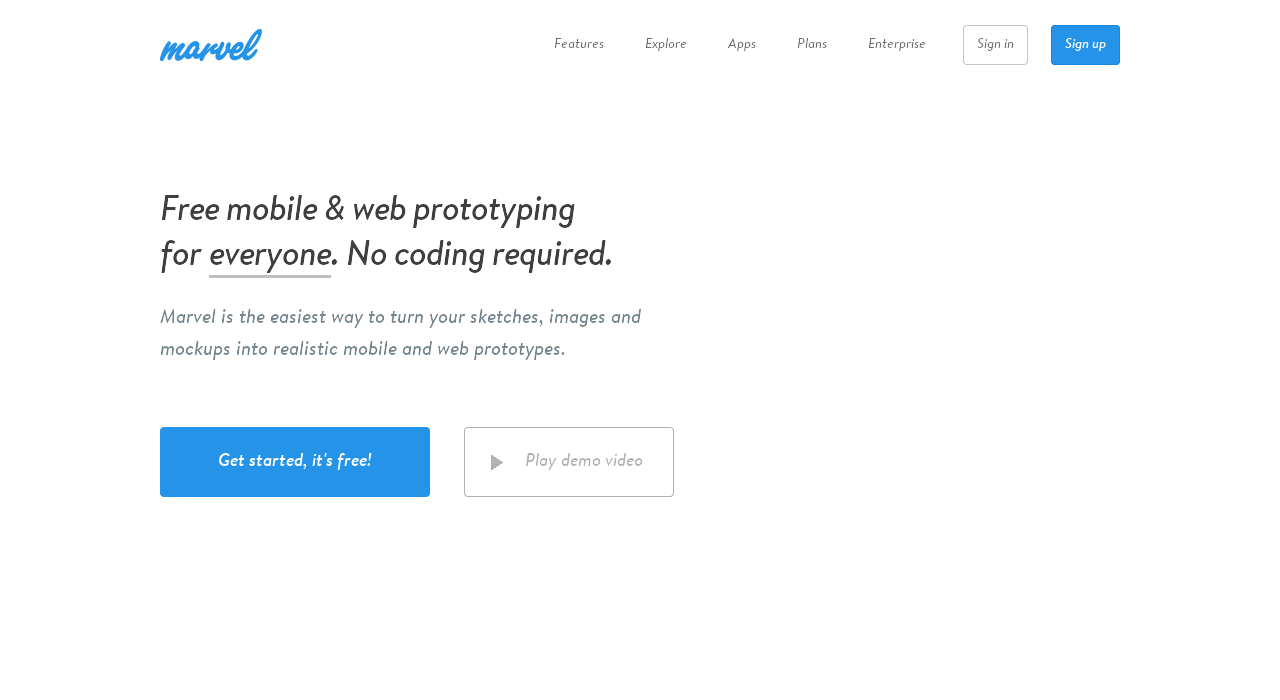 marvel
Features
Explore
Apps
Plans
Enterprise
Sign in
Sign up
Free mobile & web prototyping
for everyone. No coding required.
Marvel is the easiest way to turn your sketches, images and
mockups into realistic mobile and web prototypes.
Get started, it's free!
Play demo video